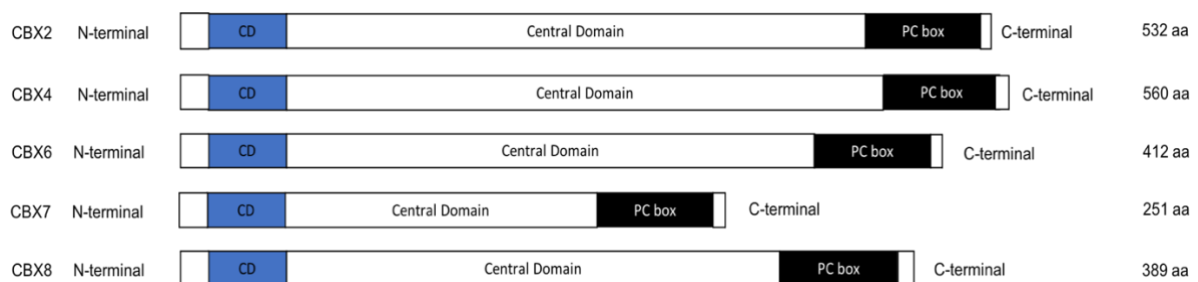 CBX2 N-terminal CD Central Domain PC box C-terminal 532 aa
CBX4 N-terminal CD Central Domain PC box C-terminal 560 aa
CBX6 N-terminal CD Central Domain PC box C-terminal 412 aa
CBX7 N-terminal CD Central Domain PC box C-terminal 251 aa
CBX8 N-terminal CD Central Domain PC box C-terminal 389 aa